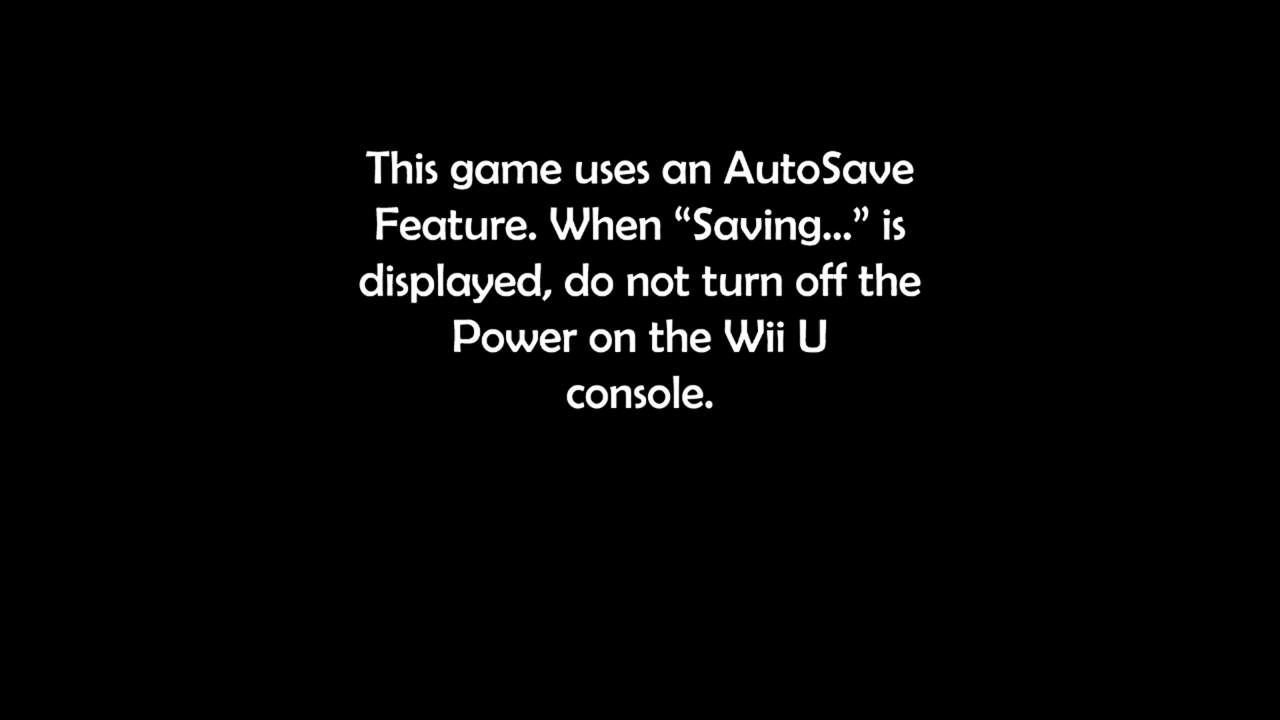 This game uses an AutoSave
Feature. When “Saving...” is
displayed, do not turn off the
Power on the Wii U
console.